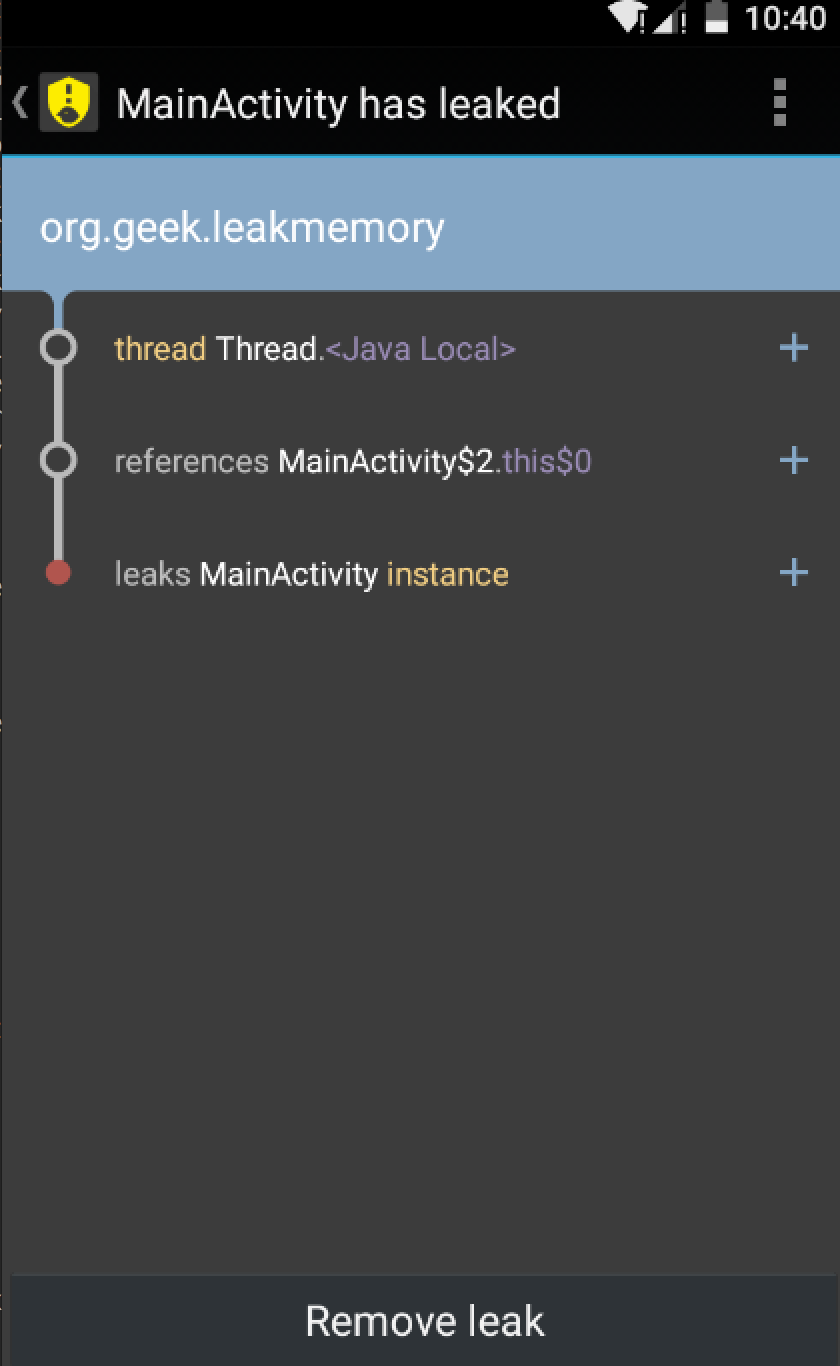 10:40
MainActivity has leaked
org.geek.leakmemory
thread Thread.<Java Local>
references MainActivity$2.this$0
leaks MainActivity instance
Remove leak